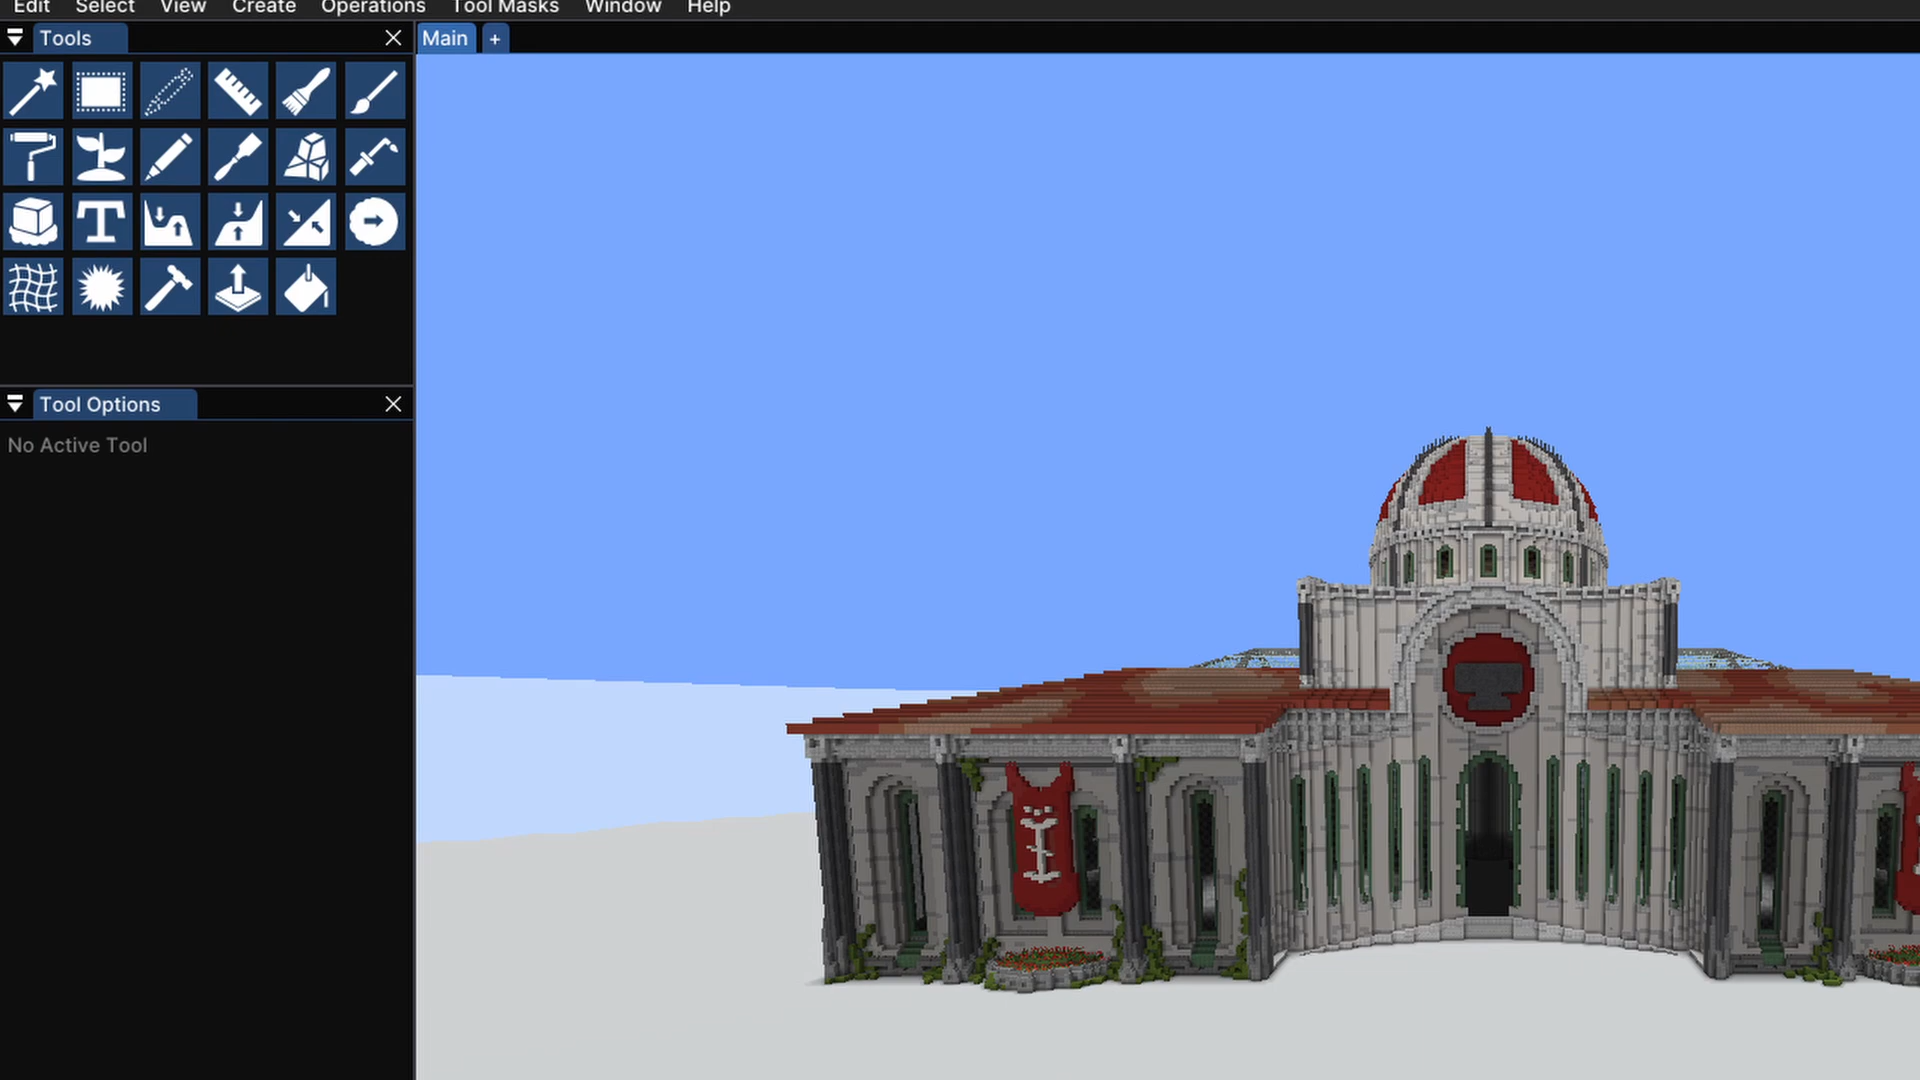 Edit Select View Create Operations Tool Masks Window Help
Tools
Main +
Tool Options
No Active Tool